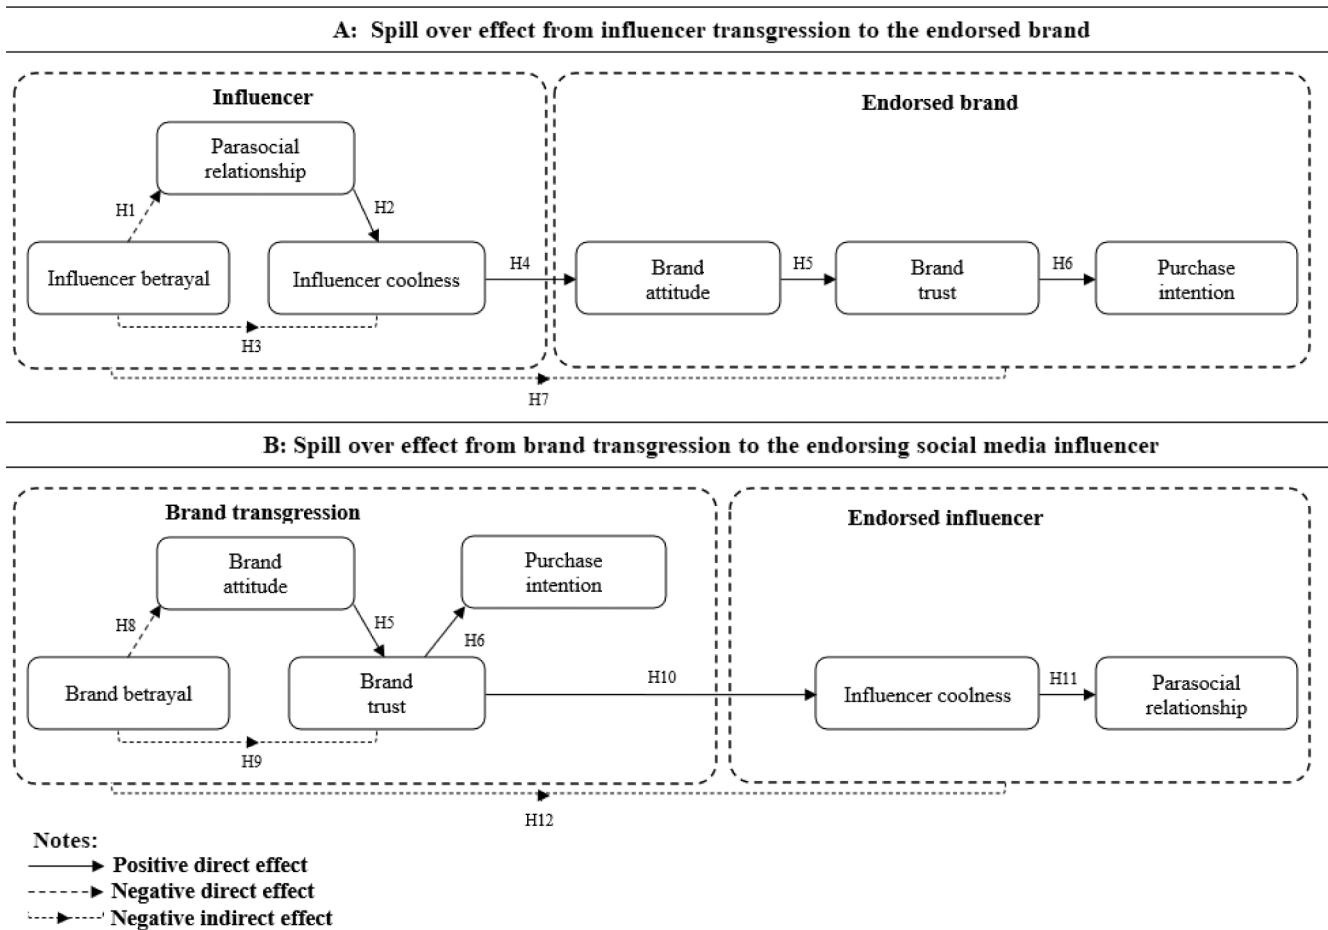 A:  Spill over effect from influencer transgression to the endorsed brand
Influencer
Endorsed brand
Parasocial
relationship
H1
H2
Influencer betrayal
Influencer coolness
H4
Brand
attitude
H5
Brand
trust
H6
Purchase
intention
H3
H7
B: Spill over effect from brand transgression to the endorsing social media influencer
Brand transgression
Endorsed influencer
Brand
attitude
Purchase
intention
H8
H5
H6
Brand betrayal
Brand
trust
H10
Influencer coolness
H11
Parasocial
relationship
H9
H12
Notes:
Positive direct effect
Negative direct effect
Negative indirect effect